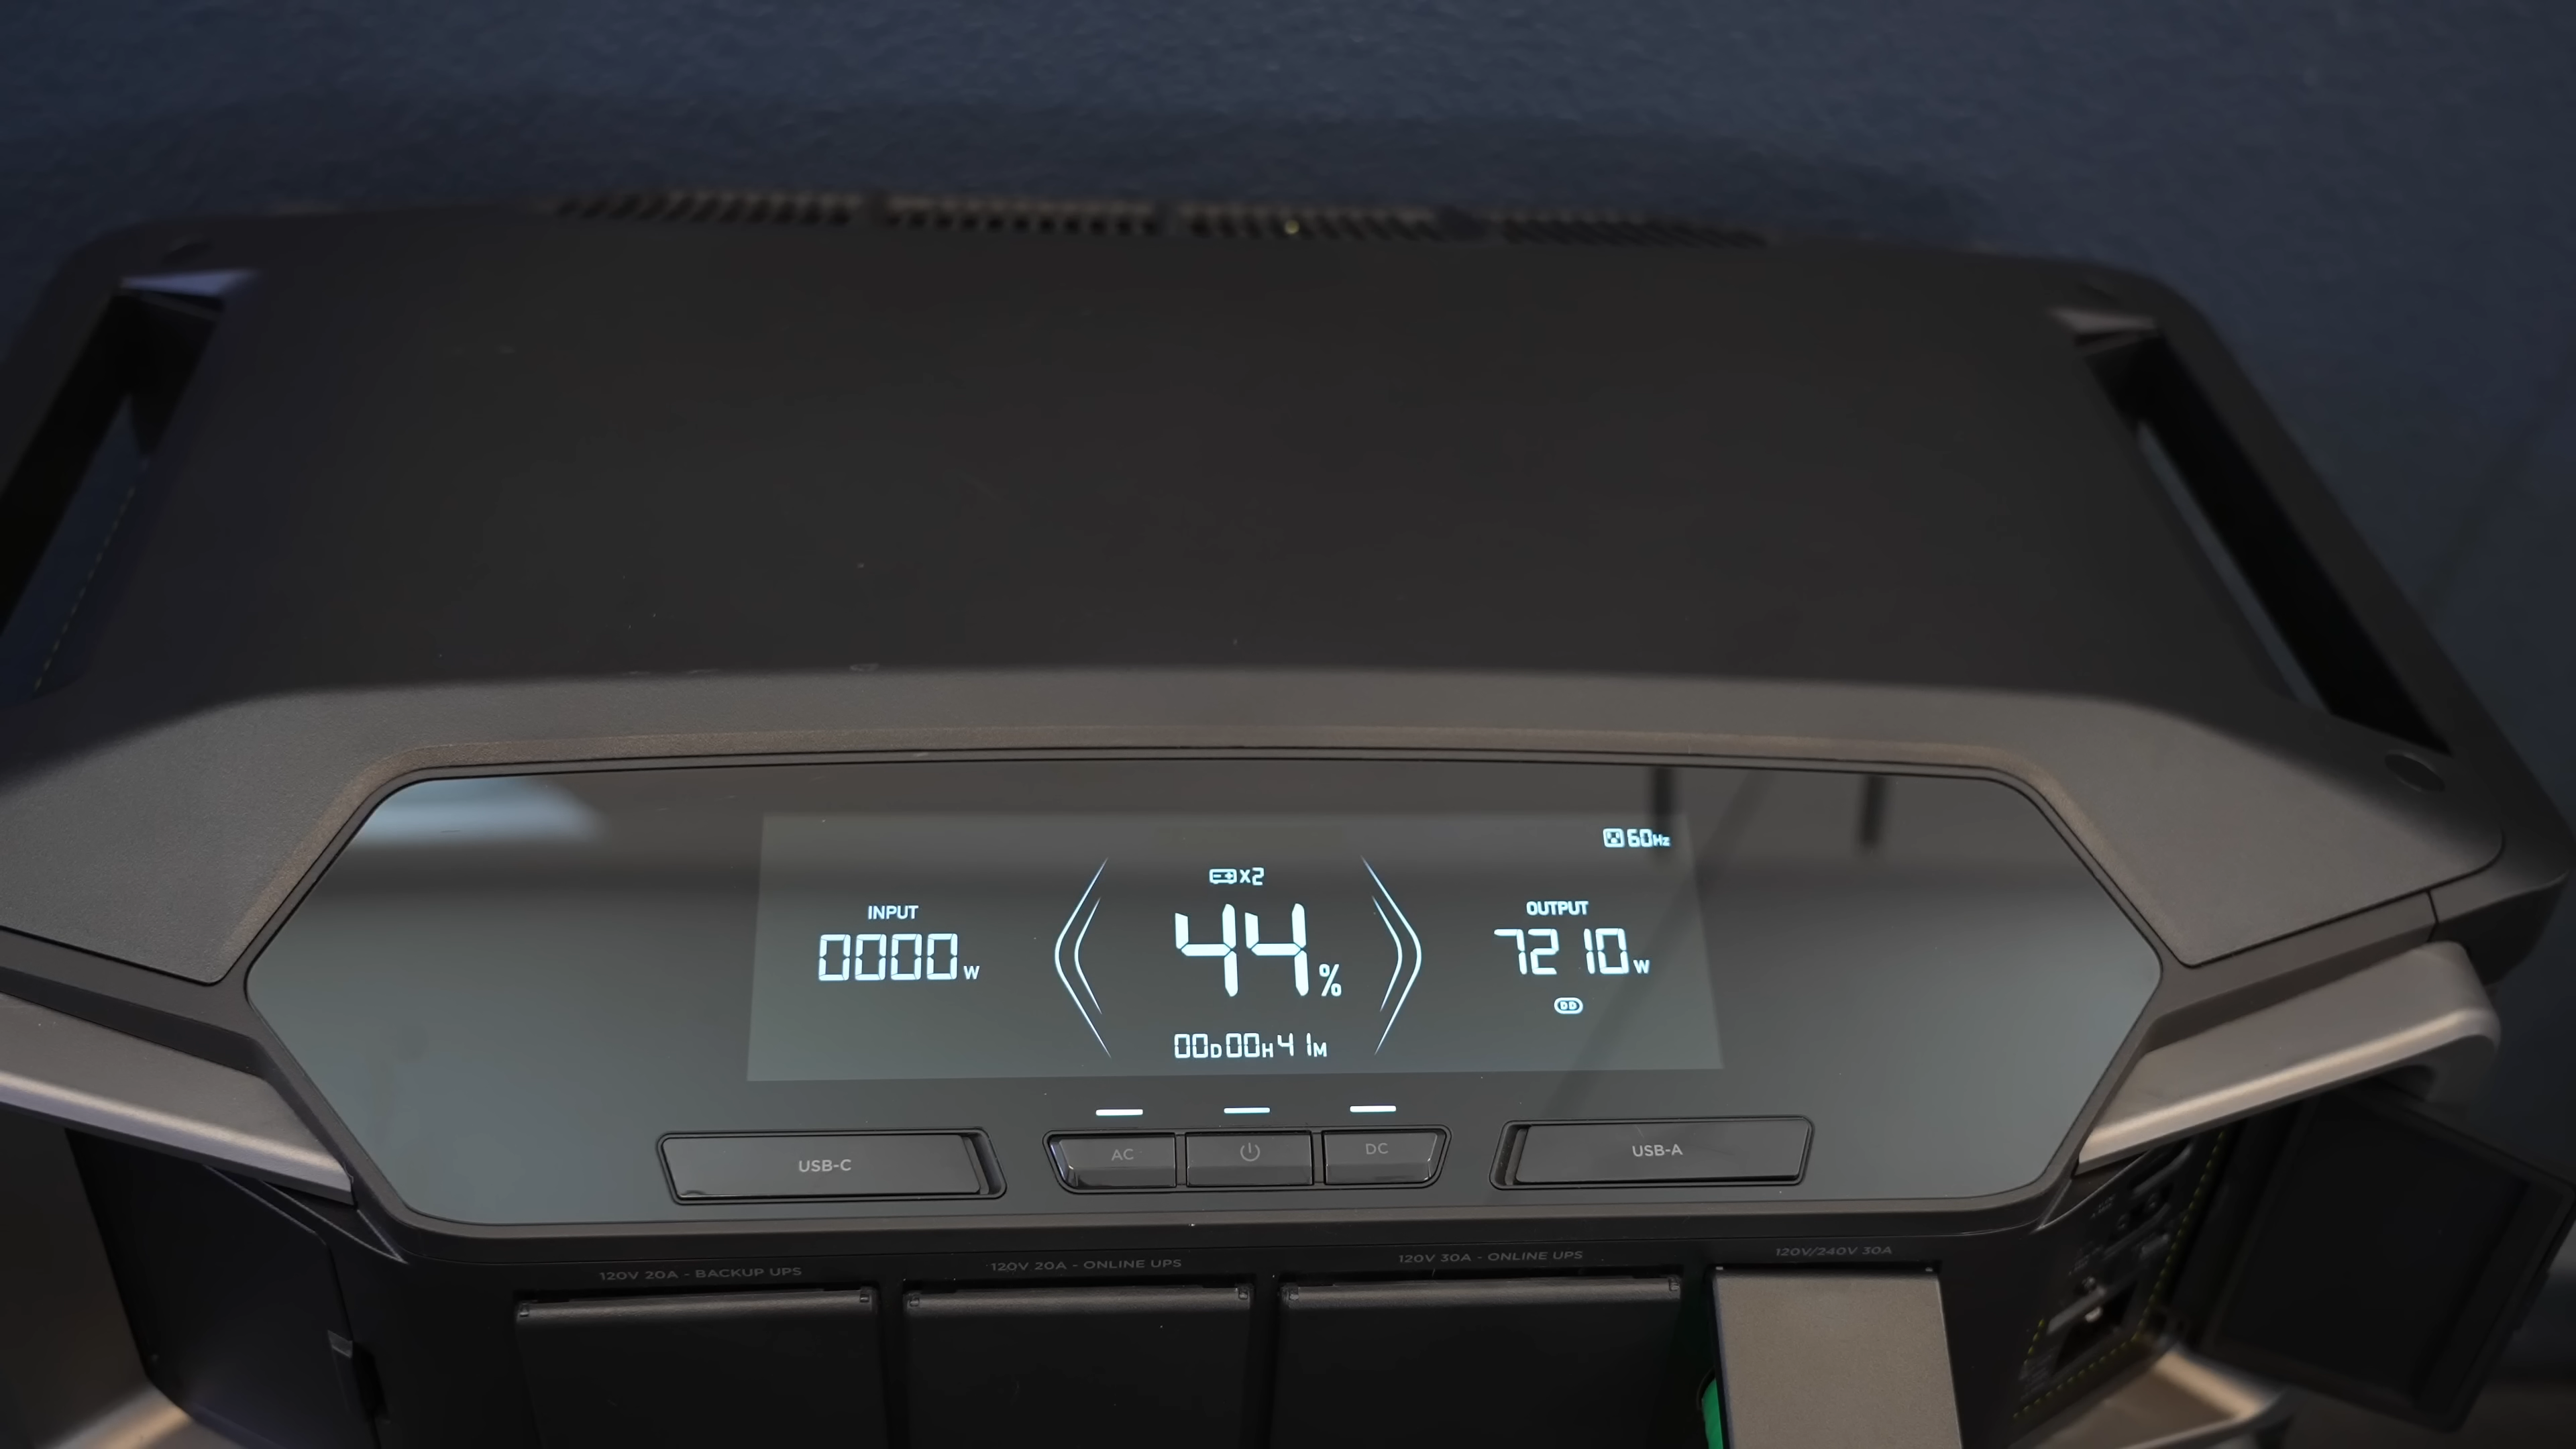 60Hz
x2
INPUT
0000W
44%
OUTPUT
7210W
00D00H41M
USB-C
AC
DC
USB-A
120V 20A - BACKUP UPS
120V 20A - ONLINE UPS
120V 30A - ONLINE UPS
120V/240V 30A